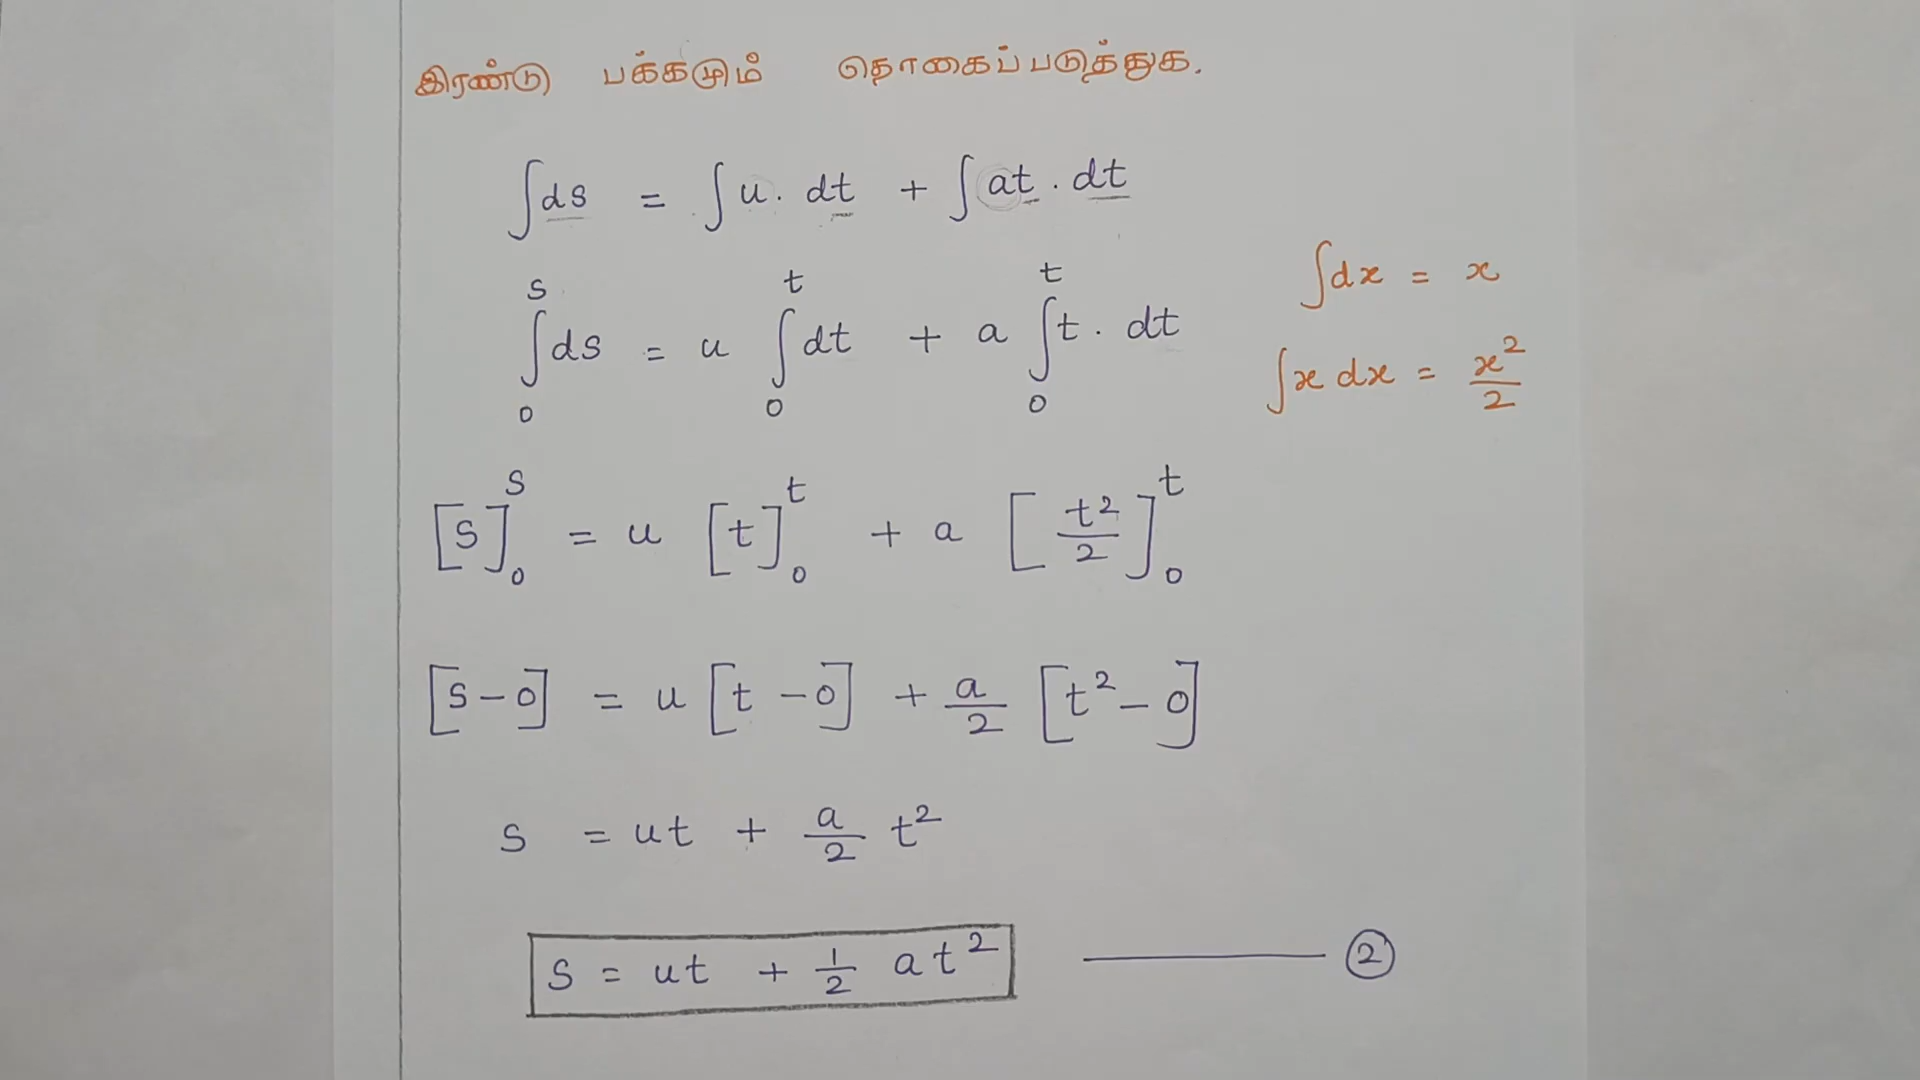 இரண்டு பக்கமும் தொகைப்படுத்துக.
∫ds = ∫u. dt + ∫at . dt
∫₀ˢ ds = u ∫₀ᵗ dt + a ∫₀ᵗ t . dt
∫dx = x
∫x dx = x²/2
[s]₀ˢ = u [t]₀ᵗ + a [t²/2]₀ᵗ
[s-0] = u [t -0] + a/2 [t² - 0]
s = ut + a/2 t²
s = ut + 1/2 at² ——— ②